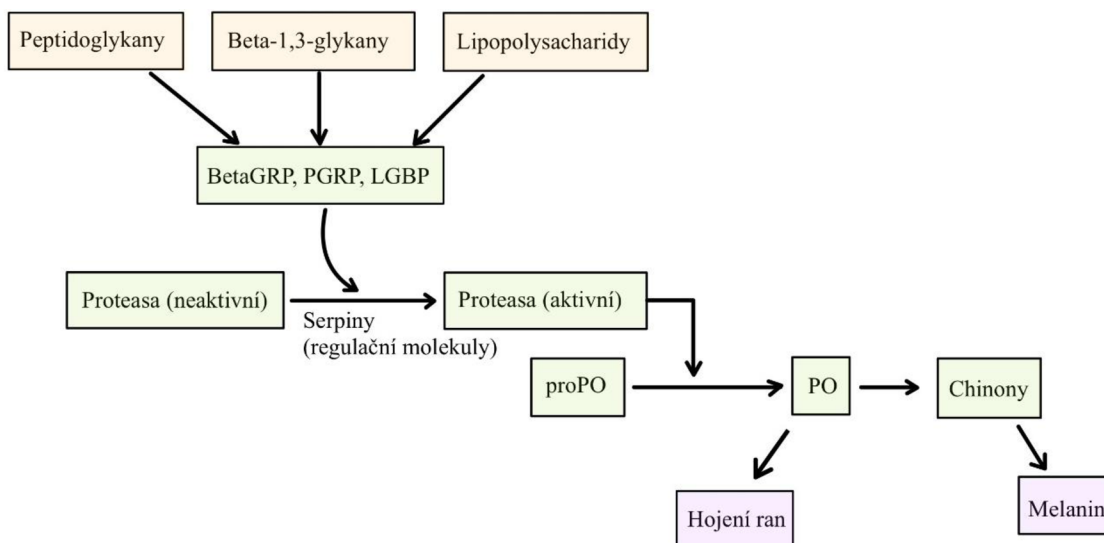 Peptidoglykany
Beta-1,3-glykany
Lipopolysacharidy
BetaGRP, PGRP, LGBP
Proteasa (neaktivní)
Serpiny
(regulační molekuly)
Proteasa (aktivní)
proPO
PO
Chinony
Hojení ran
Melanin